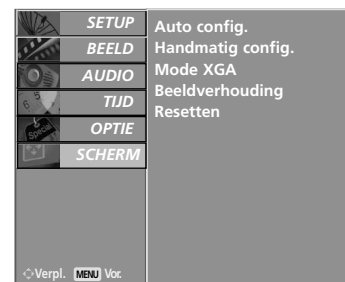 SETUP
BEELD
AUDIO
TIJD
OPTIE
SCHERM
Auto config.
Handmatig config.
Mode XGA
Beeldverhouding
Resetten
Verpl. MENU Vor.